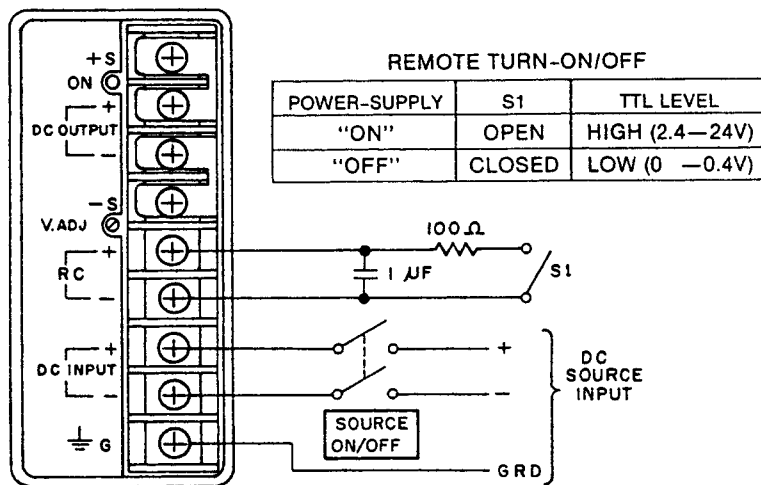 +S
ON
+
DC OUTPUT
−
−S
V.ADJ
+
RC
−
+
DC INPUT
−
G
REMOTE TURN-ON/OFF
POWER-SUPPLY S1 TTL LEVEL
"ON" OPEN HIGH (2.4—24V)
"OFF" CLOSED LOW (0 —0.4V)
100Ω
1 µF
S1
+
−
DC
SOURCE
INPUT
SOURCE
ON/OFF
GRD